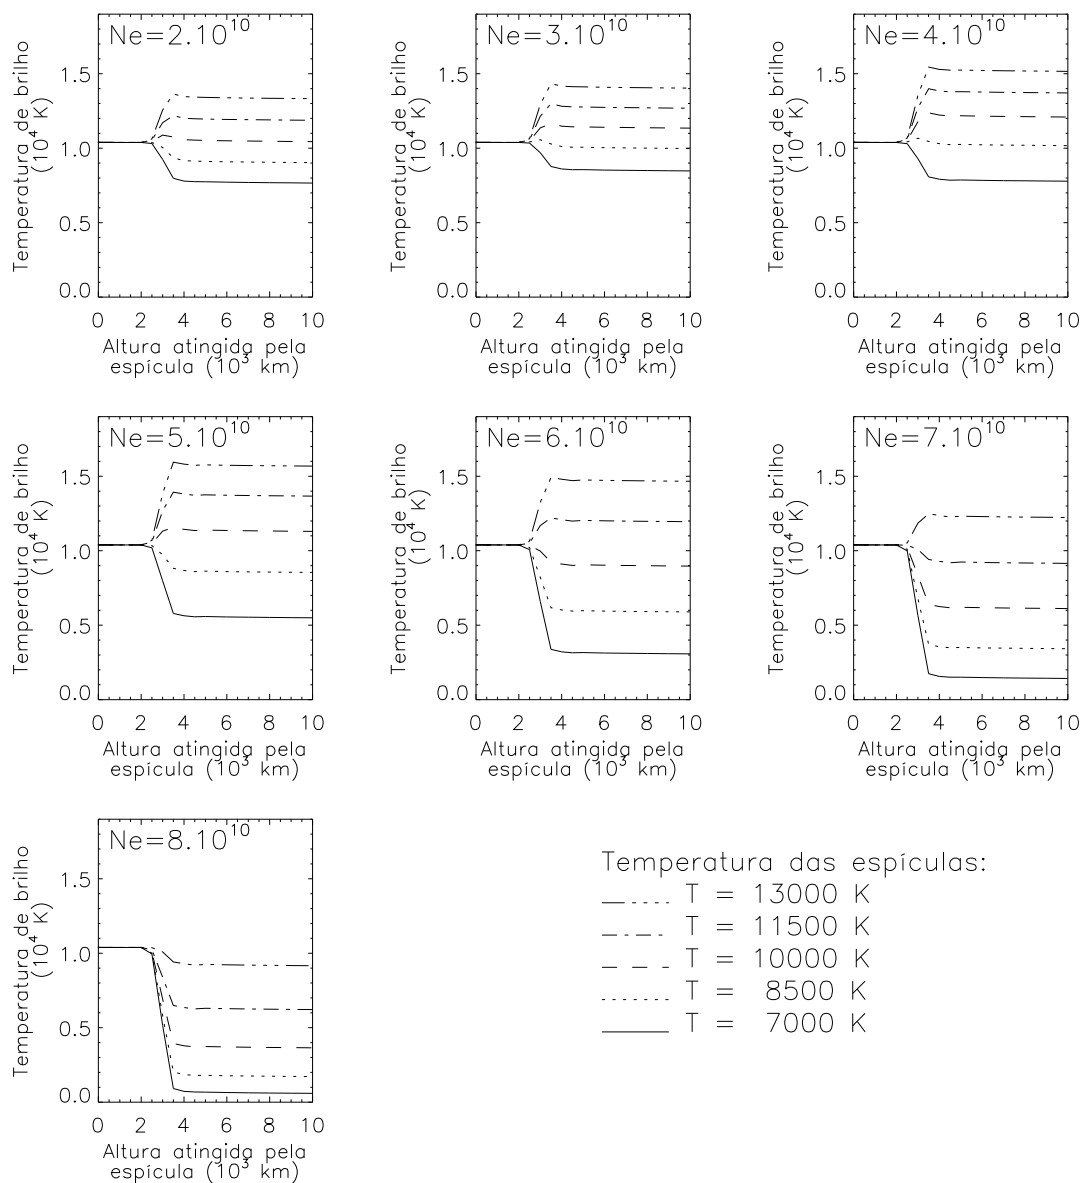 Ne=2.10^10
Temperatura de brilho
(10^4 K)
1.5
1.0
0.5
0.0
0 2 4 6 8 10
Altura atingida pela
espícula (10^3 km)
Ne=3.10^10
Temperatura de brilho
(10^4 K)
1.5
1.0
0.5
0.0
0 2 4 6 8 10
Altura atingida pela
espícula (10^3 km)
Ne=4.10^10
Temperatura de brilho
(10^4 K)
1.5
1.0
0.5
0.0
0 2 4 6 8 10
Altura atingida pela
espícula (10^3 km)
Ne=5.10^10
Temperatura de brilho
(10^4 K)
1.5
1.0
0.5
0.0
0 2 4 6 8 10
Altura atingida pela
espícula (10^3 km)
Ne=6.10^10
Temperatura de brilho
(10^4 K)
1.5
1.0
0.5
0.0
0 2 4 6 8 10
Altura atingida pela
espícula (10^3 km)
Ne=7.10^10
Temperatura de brilho
(10^4 K)
1.5
1.0
0.5
0.0
0 2 4 6 8 10
Altura atingida pela
espícula (10^3 km)
Ne=8.10^10
Temperatura de brilho
(10^4 K)
1.5
1.0
0.5
0.0
0 2 4 6 8 10
Altura atingida pela
espícula (10^3 km)
Temperatura das espículas:
T = 13000 K
T = 11500 K
T = 10000 K
T = 8500 K
T = 7000 K